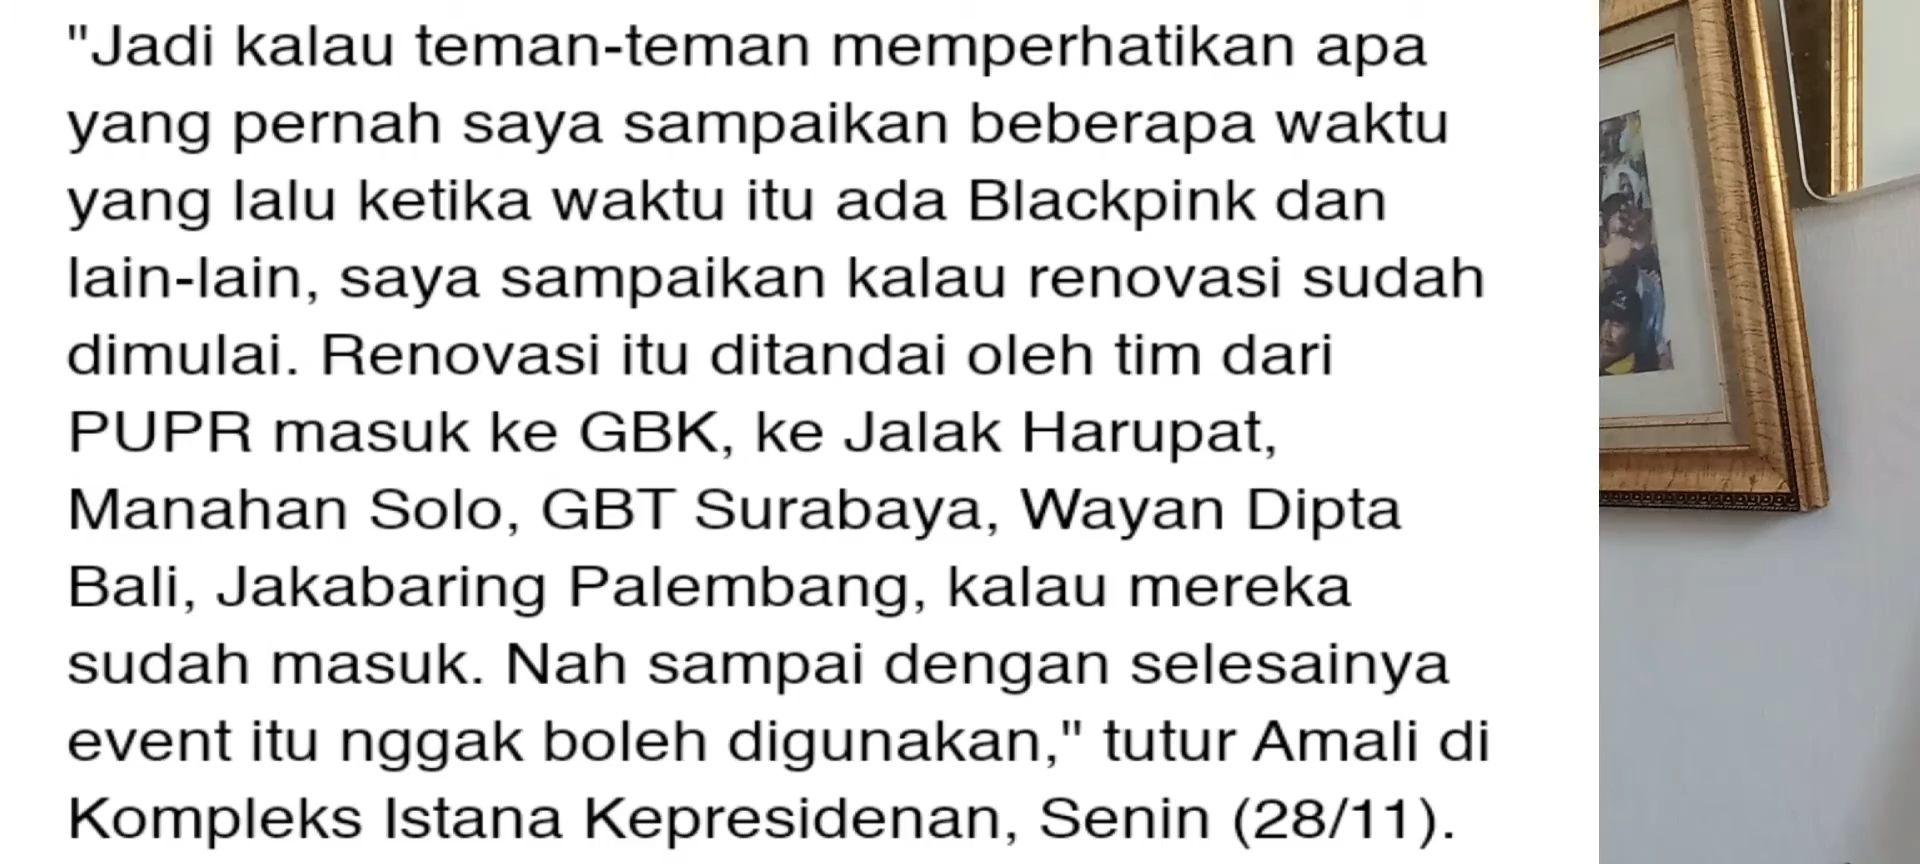 "Jadi kalau teman-teman memperhatikan apa
yang pernah saya sampaikan beberapa waktu
yang lalu ketika waktu itu ada Blackpink dan
lain-lain, saya sampaikan kalau renovasi sudah
dimulai. Renovasi itu ditandai oleh tim dari
PUPR masuk ke GBK, ke Jalak Harupat,
Manahan Solo, GBT Surabaya, Wayan Dipta
Bali, Jakabaring Palembang, kalau mereka
sudah masuk. Nah sampai dengan selesainya
event itu nggak boleh digunakan," tutur Amali di
Kompleks Istana Kepresidenan, Senin (28/11).